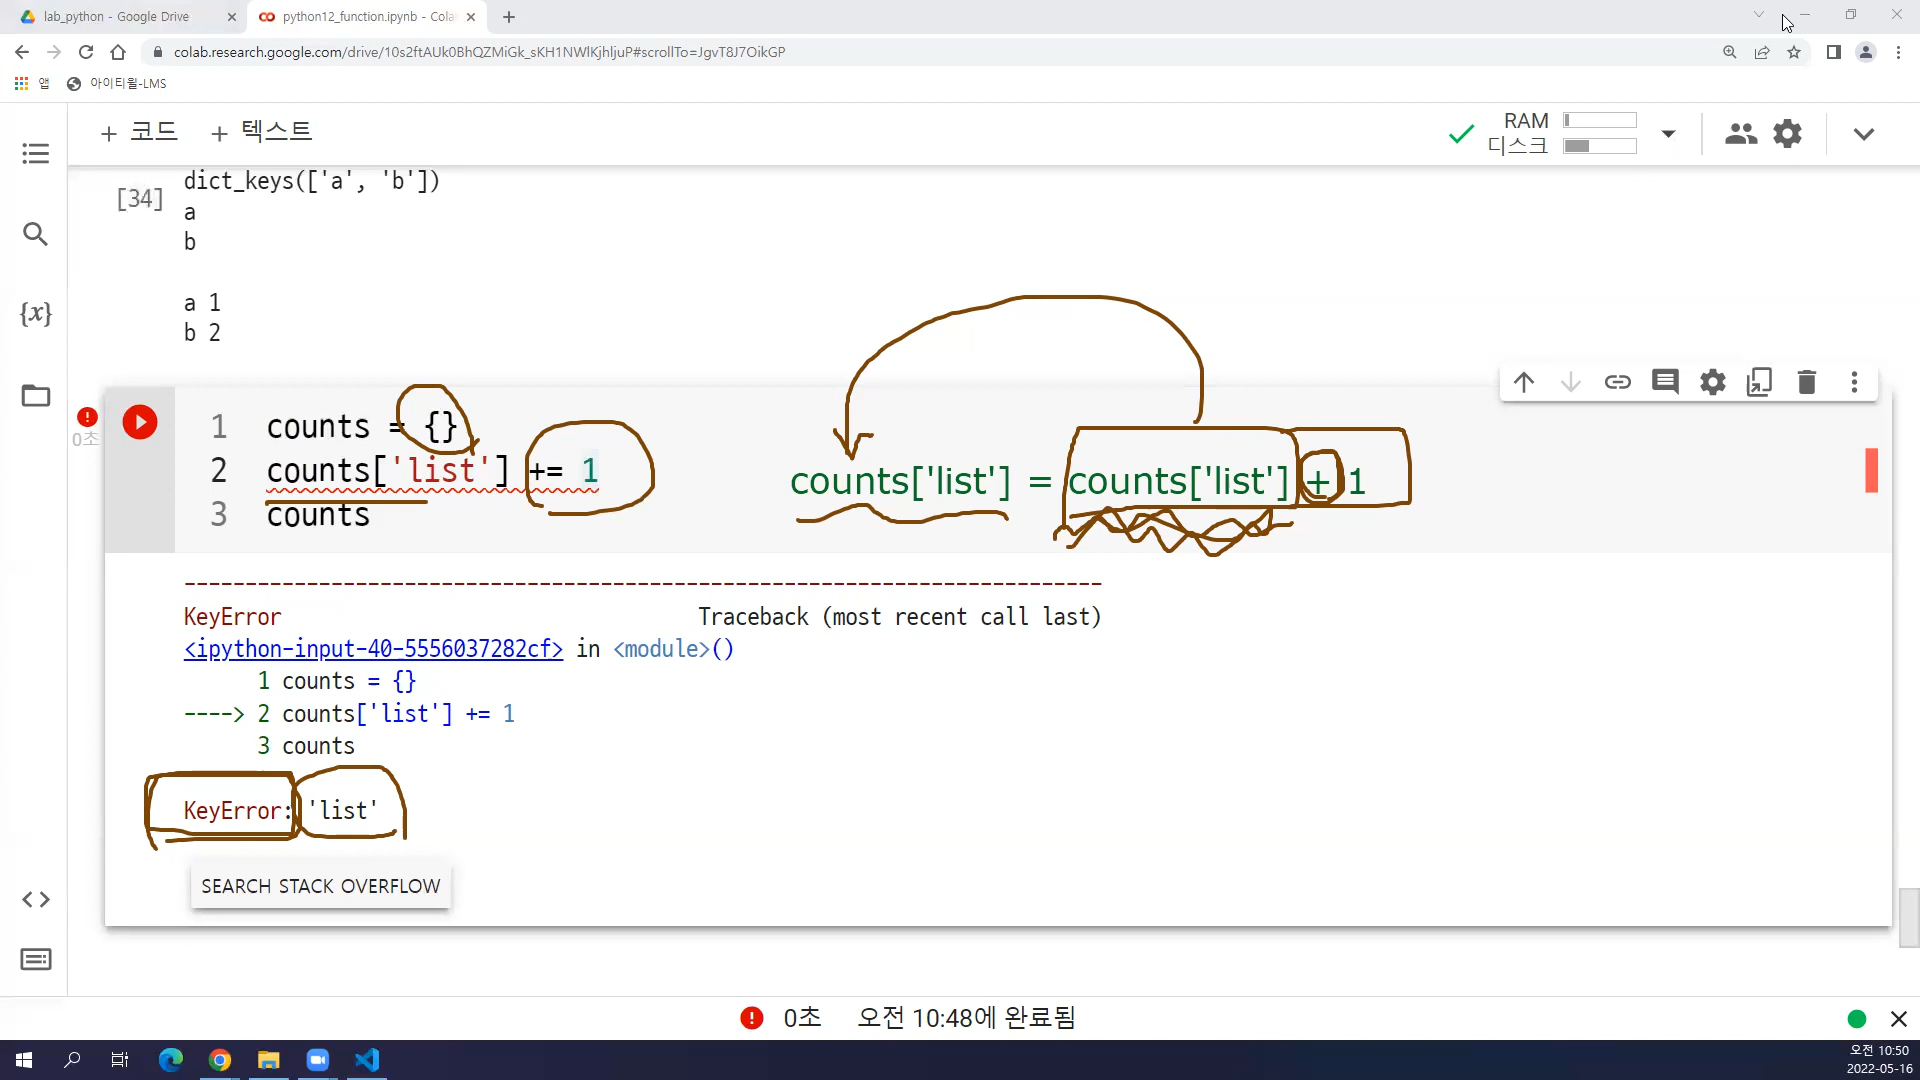 lab_python - Google Drive
python12_function.ipynb - Cola
colab.research.google.com/drive/10s2ftAUk0BhQZMiGk_sKH1NWlKjhljuP#scrollTo=JgvT8J7OikGP
앱 아이티윌-LMS
+ 코드 + 텍스트
RAM
디스크
dict_keys(['a', 'b'])
[34]
a
b
a 1
b 2
0초
1 counts = {}
2 counts['list'] += 1
3 counts
counts['list'] = counts['list'] + 1
---------------------------------------------------------------------------
KeyError Traceback (most recent call last)
<ipython-input-40-5556037282cf> in <module>()
1 counts = {}
----> 2 counts['list'] += 1
3 counts
KeyError: 'list'
SEARCH STACK OVERFLOW
0초 오전 10:48에 완료됨
오전 10:50
2022-05-16